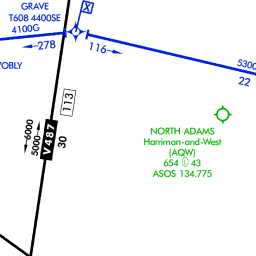 GRAVE
T608 4400SE
4100G
278
116
X
5300
22
VOBLY
113
6000
5000
V487
30
NORTH ADAMS
Harriman-and-West
(AQW)
654 L 43
ASOS 134.775